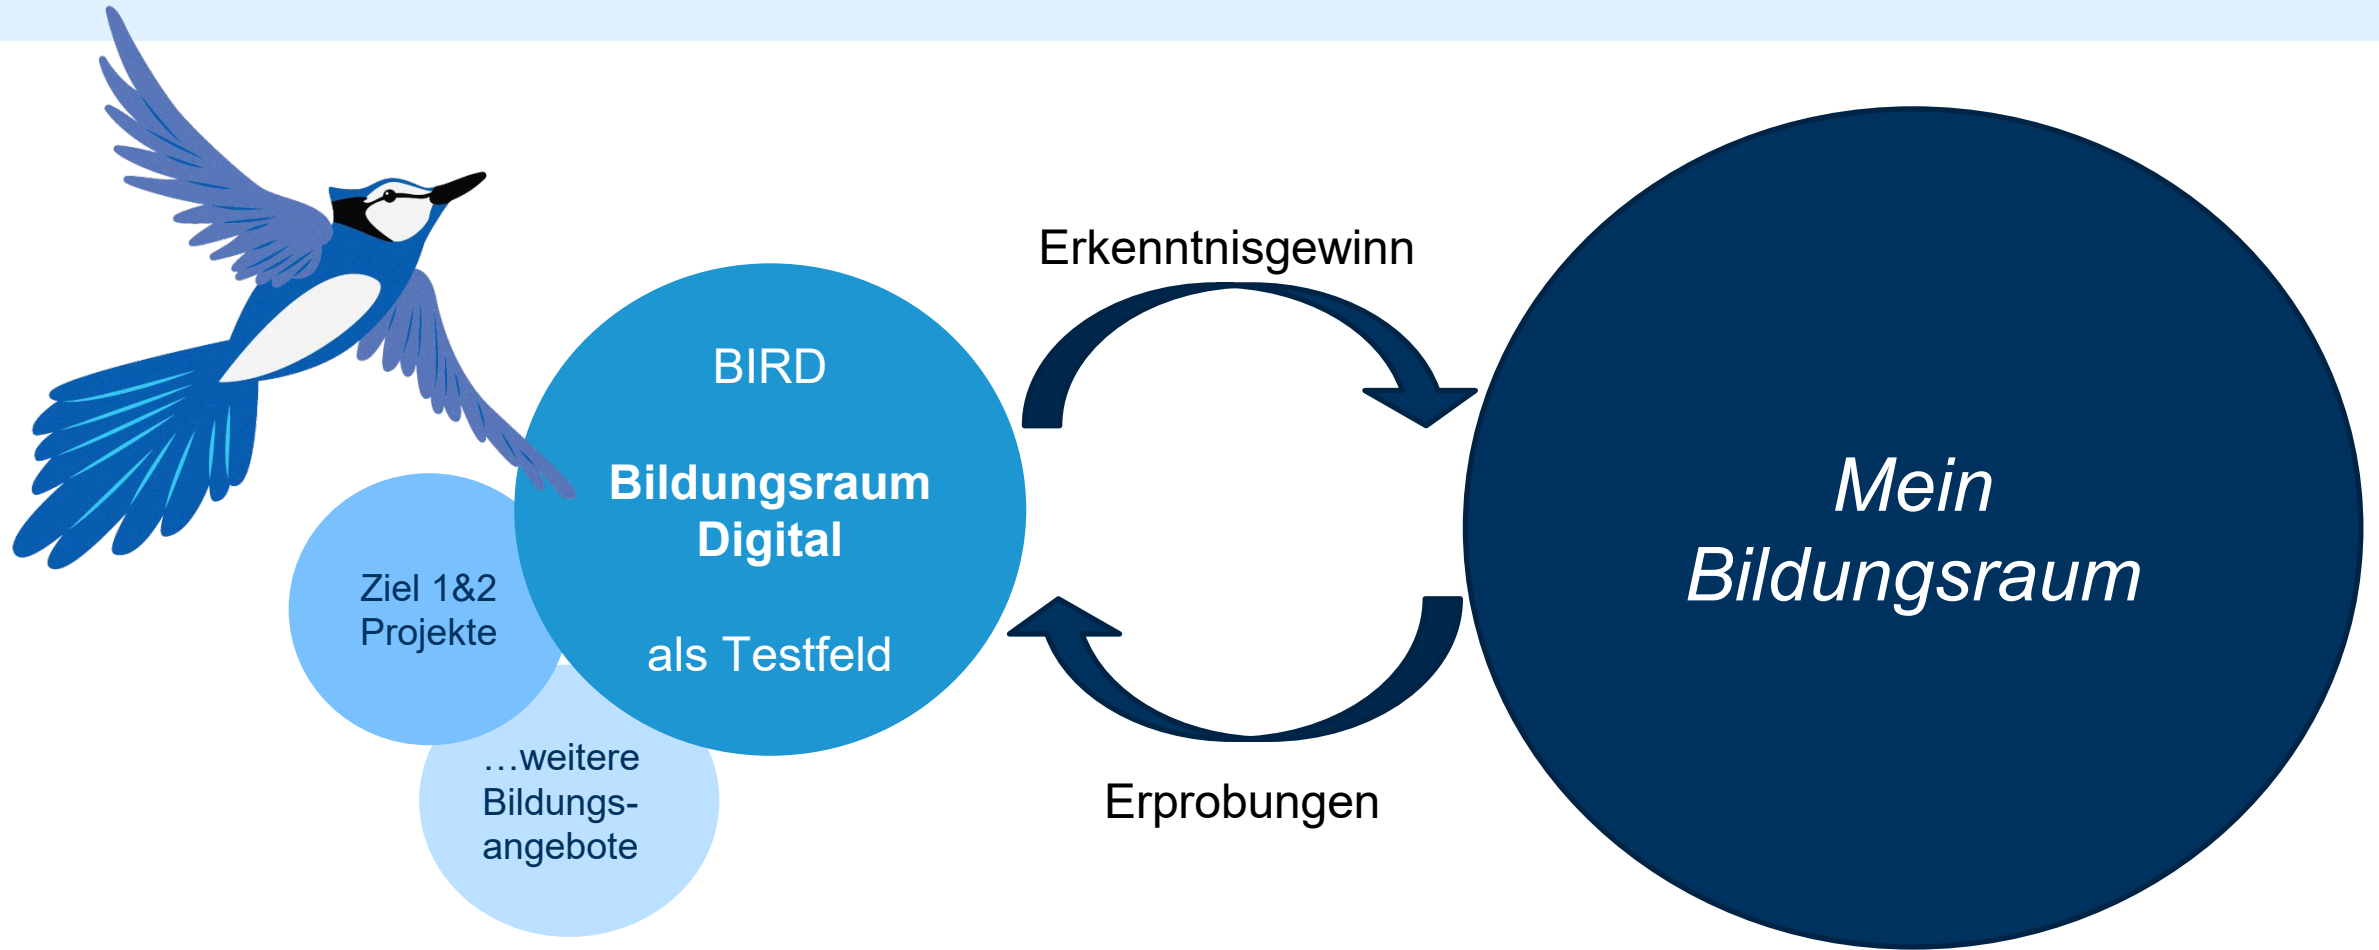 BIRD
Bildungsraum
Digital
als Testfeld
Ziel 1&2
Projekte
…weitere
Bildungs-
angebote
Erkenntnisgewinn
Erprobungen
Mein
Bildungsraum